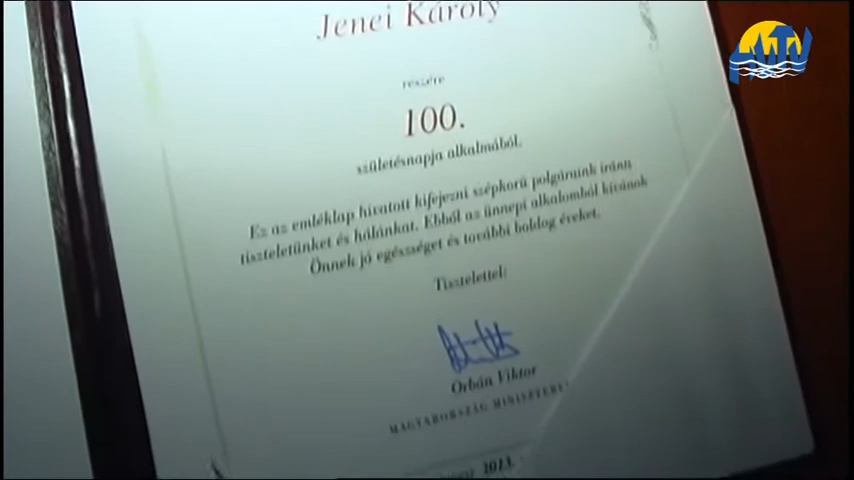 Jenei Károly
részére
100.
születésnapja alkalmából.
Ez az emléklap hivatott kifejezni szépkorú polgáraink iránti
tiszteletünket és hálánkat. Ebből az ünnepi alkalomból kívánok
Önnek jó egészséget és további boldog éveket.
Tisztelettel:
Orbán Viktor
MAGYARORSZÁG MINISZTERE
2013.